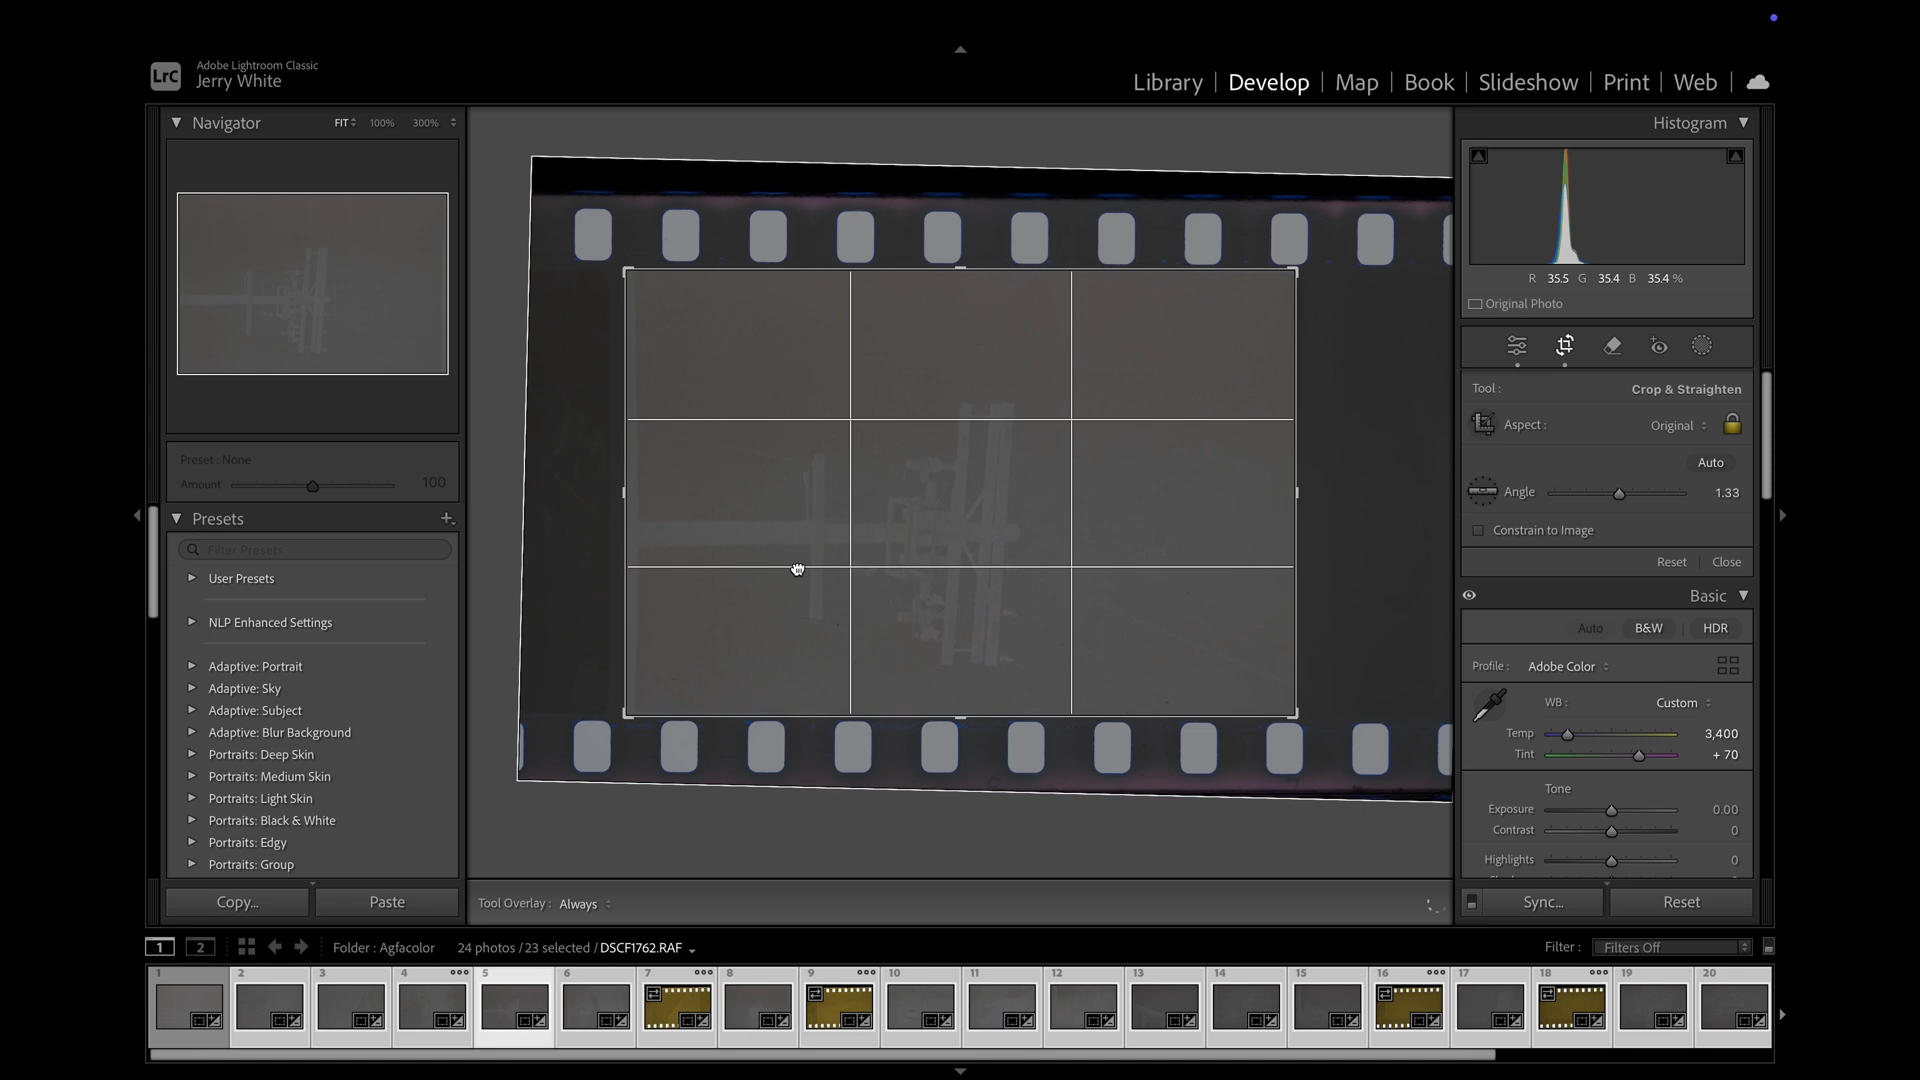 LrC
Adobe Lightroom Classic
Jerry White
Library | Develop | Map | Book | Slideshow | Print | Web
Navigator FIT 100% 300%
Preset : None
Amount 100
Presets
Filter Presets
User Presets
NLP Enhanced Settings
Adaptive: Portrait
Adaptive: Sky
Adaptive: Subject
Adaptive: Blur Background
Portraits: Deep Skin
Portraits: Medium Skin
Portraits: Light Skin
Portraits: Black & White
Portraits: Edgy
Portraits: Group
Copy... Paste
Tool Overlay : Always
Histogram
R 35.5 G 35.4 B 35.4 %
Original Photo
Tool : Crop & Straighten
Aspect : Original
Auto
Angle 1.33
Constrain to Image
Reset Close
Basic
Auto B&W | HDR
Profile : Adobe Color
WB : Custom
Temp 3,400
Tint + 70
Tone
Exposure 0.00
Contrast 0
Highlights 0
Sync... Reset
1 2 Folder : Agfacolor 24 photos / 23 selected / DSCF1762.RAF Filter : Filters Off
1 2 3 4 5 6 7 8 9 10 11 12 13 14 15 16 17 18 19 20